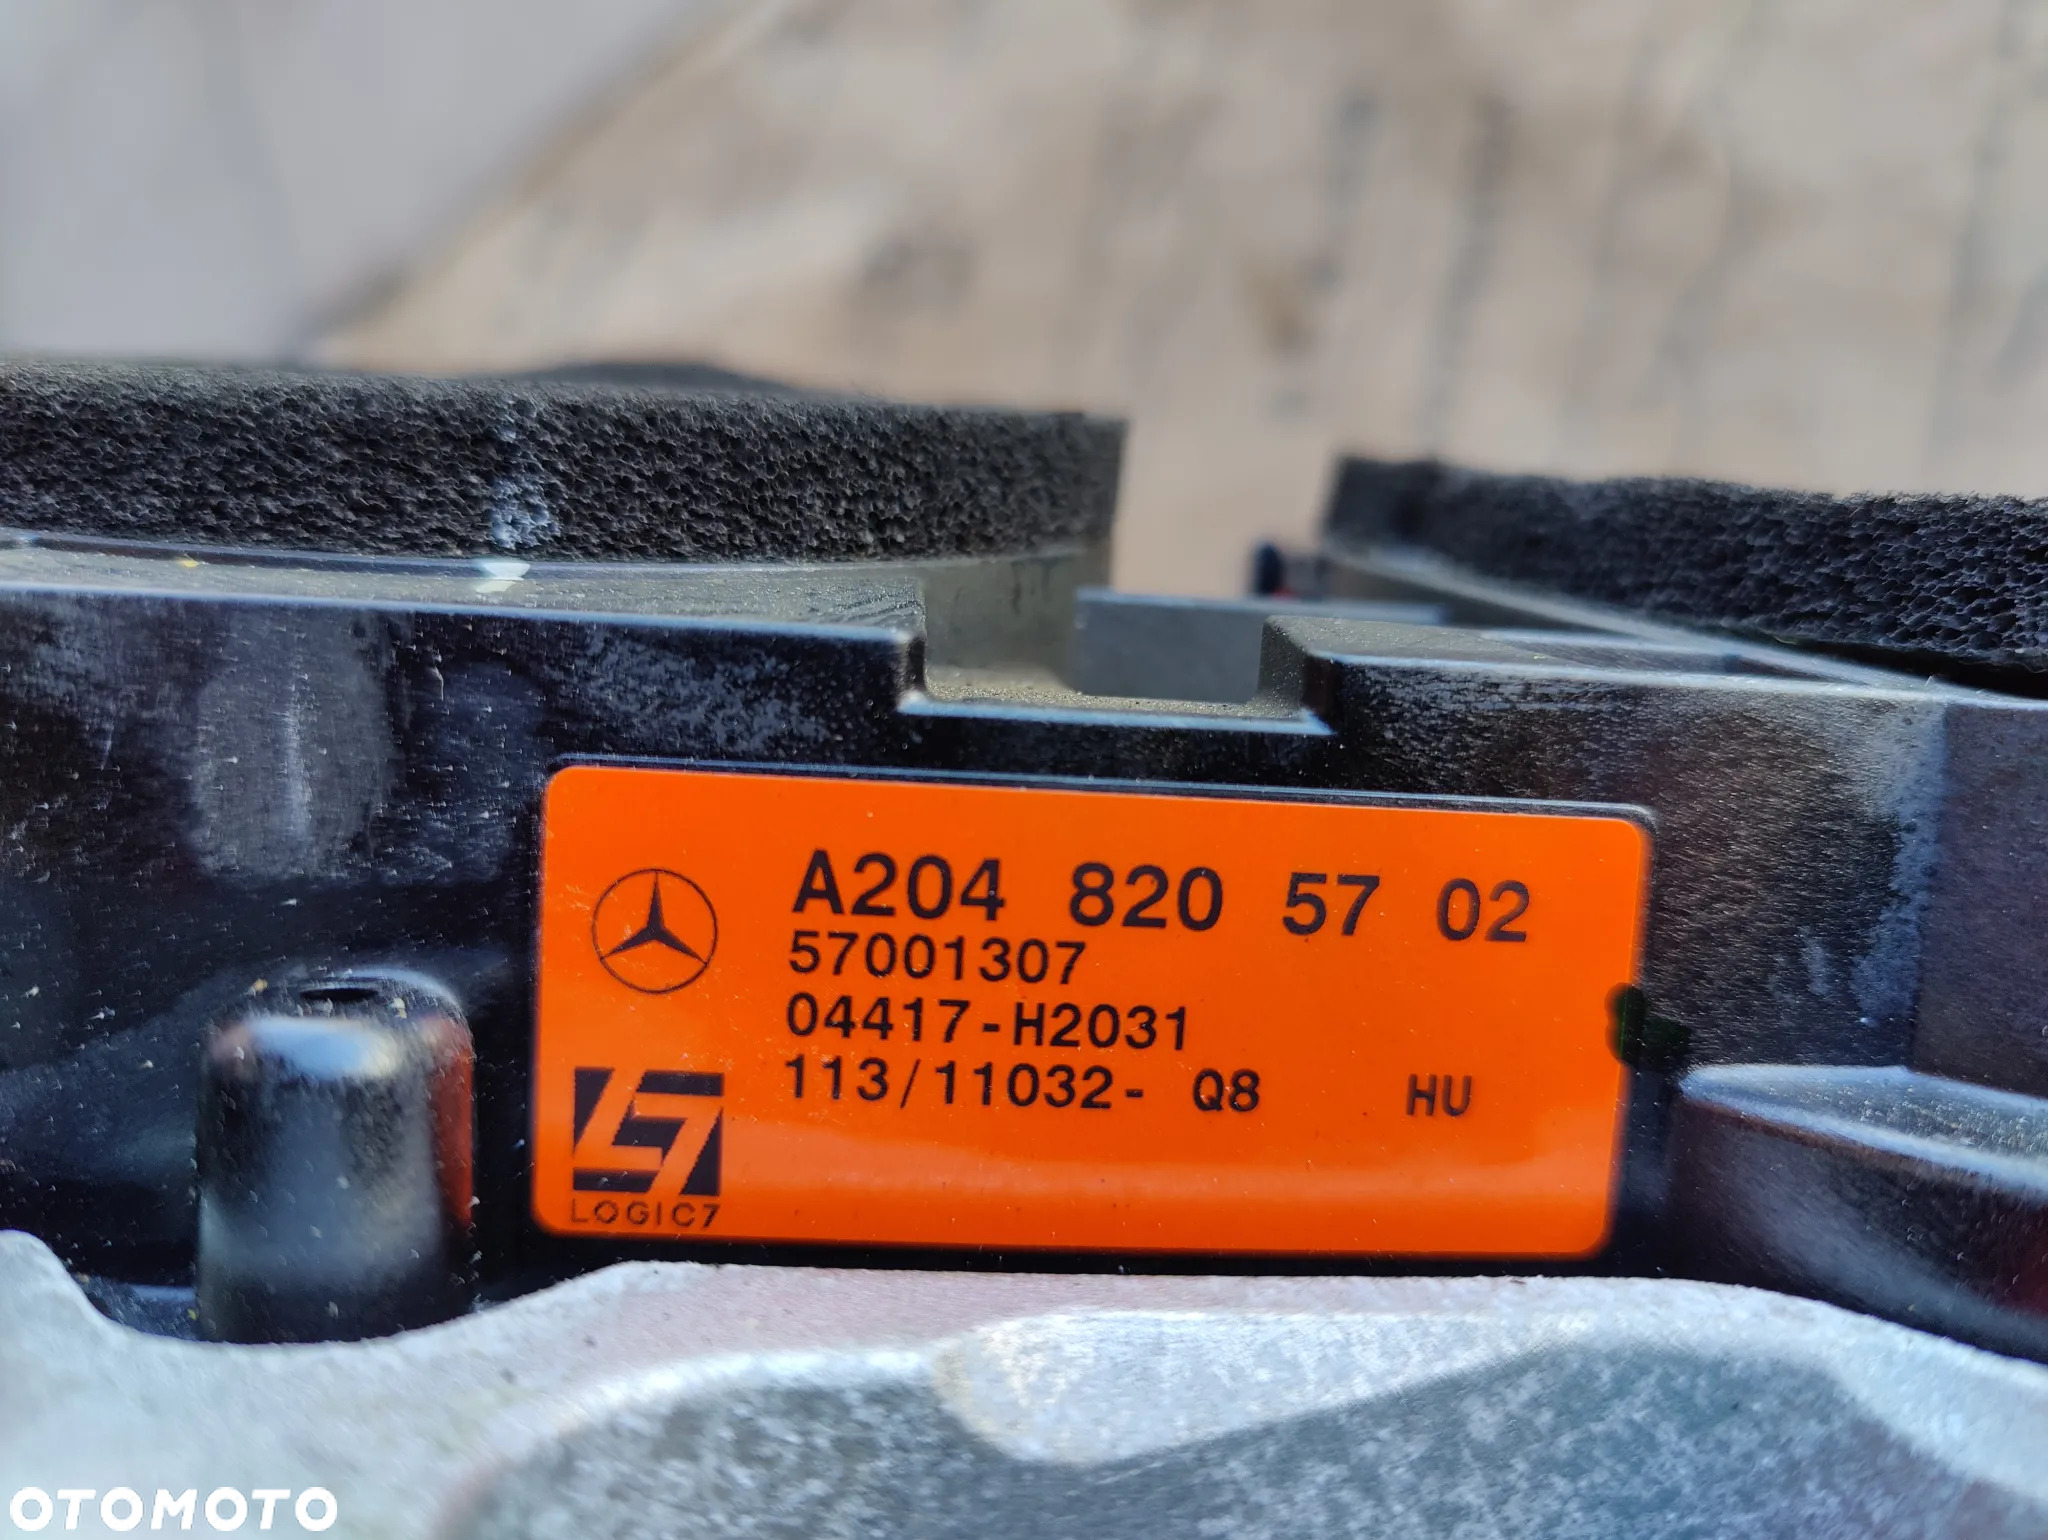 A204 820 57 02
57001307
04417-H2031
113/11032- Q8 HU
LOGIC7
OTOMOTO